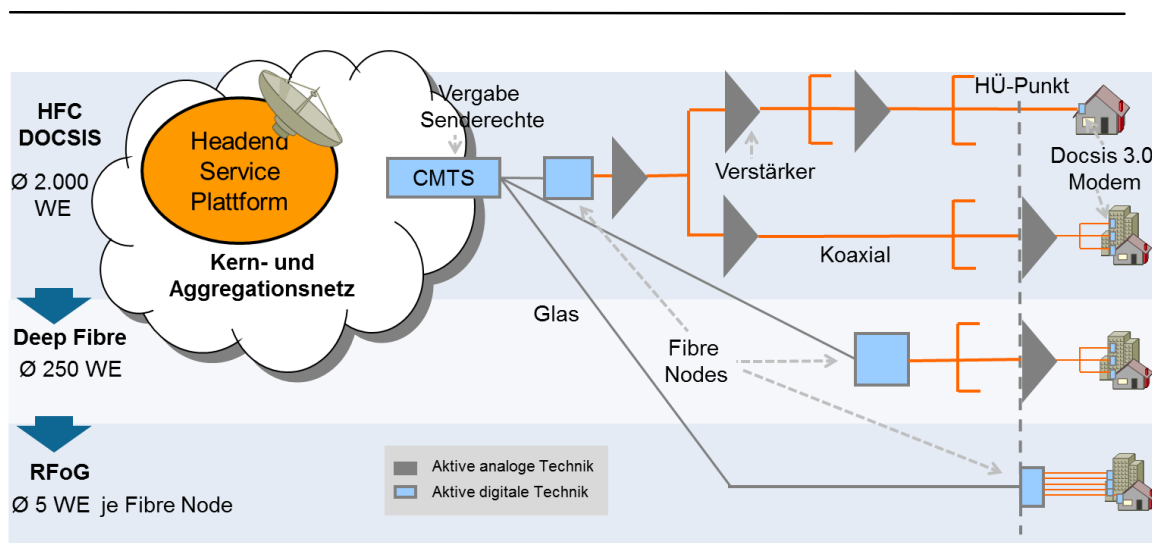 HFC
DOCSIS
Ø 2.000
WE
Headend
Service
Plattform
Kern- und
Aggregationsnetz
Vergabe
Senderechte
CMTS
Verstärker
HÜ-Punkt
Docsis 3.0
Modem
Koaxial
Glas
Deep Fibre
Ø 250 WE
Fibre
Nodes
RFoG
Ø 5 WE je Fibre Node
Aktive analoge Technik
Aktive digitale Technik